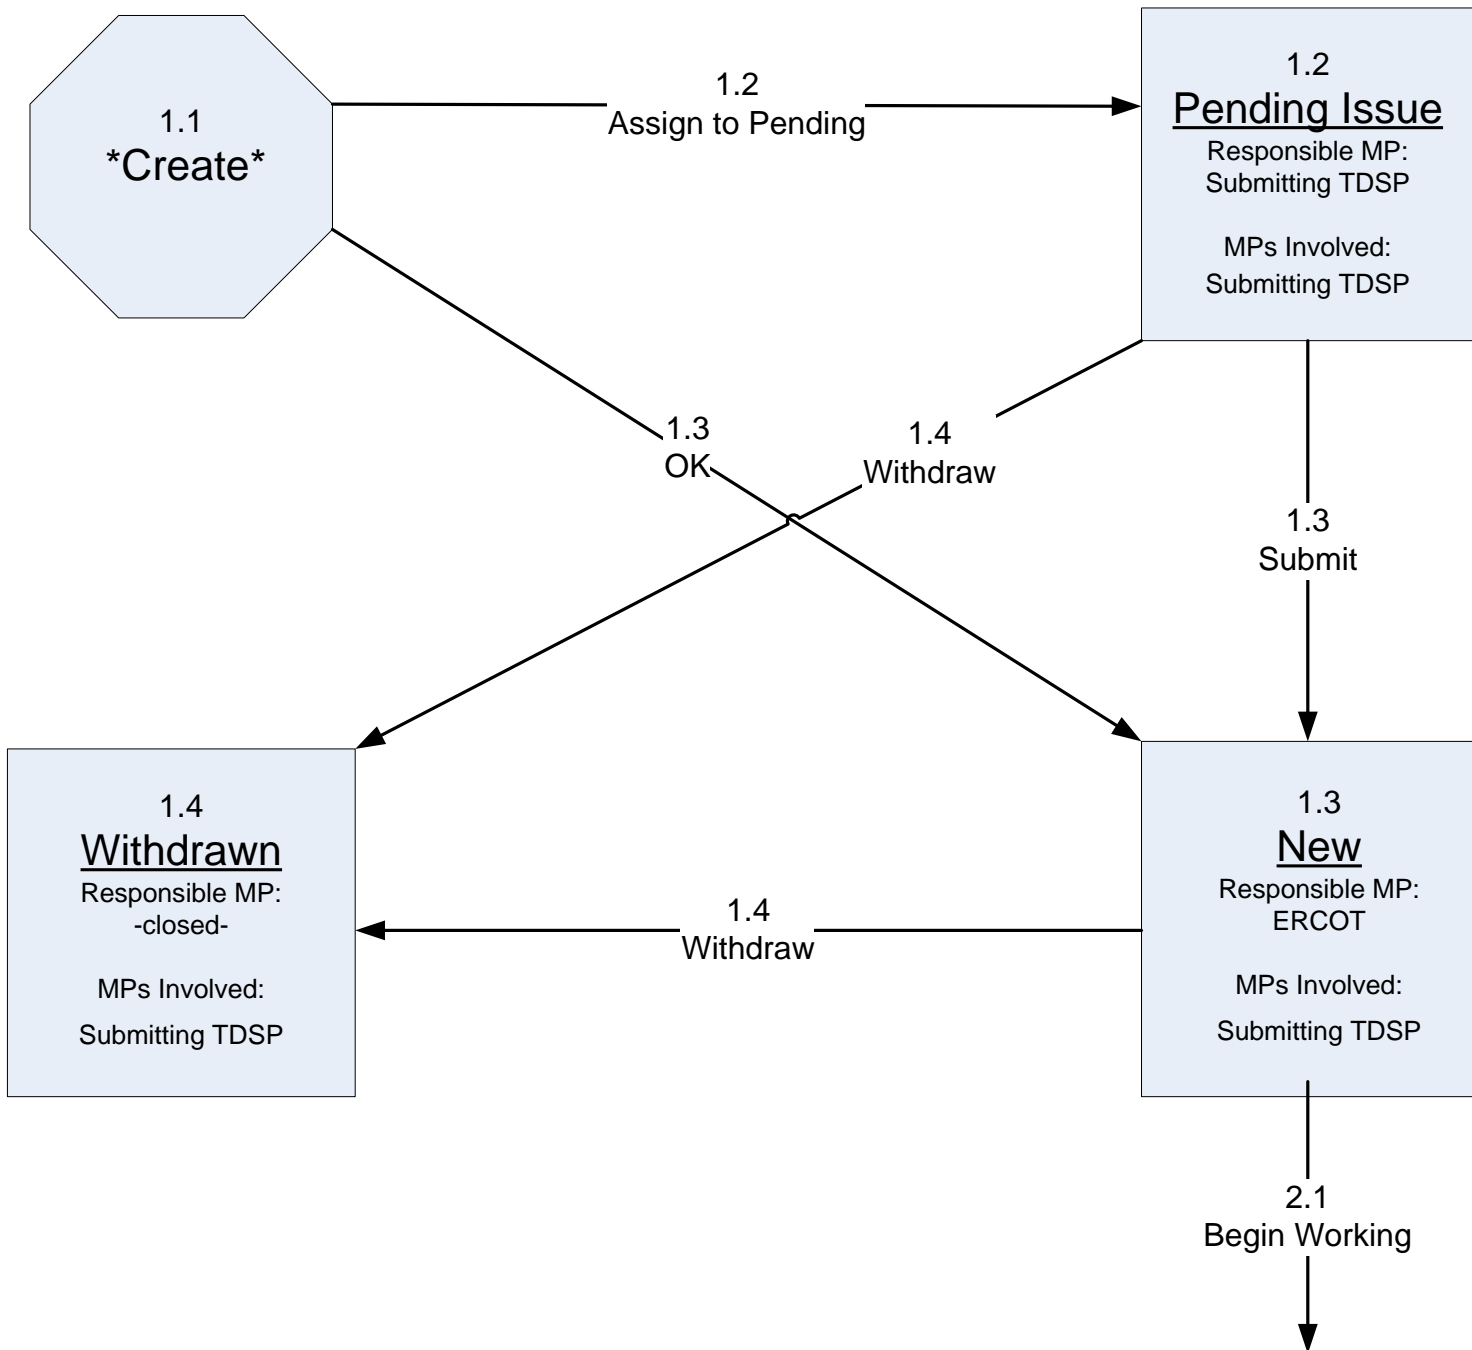 1.1
*Create*
1.2
Assign to Pending
1.2
Pending Issue
Responsible MP:
Submitting TDSP
MPs Involved:
Submitting TDSP
1.3
OK
1.4
Withdraw
1.3
Submit
1.4
Withdrawn
Responsible MP:
-closed-
MPs Involved:
Submitting TDSP
1.4
Withdraw
1.3
New
Responsible MP:
ERCOT
MPs Involved:
Submitting TDSP
2.1
Begin Working